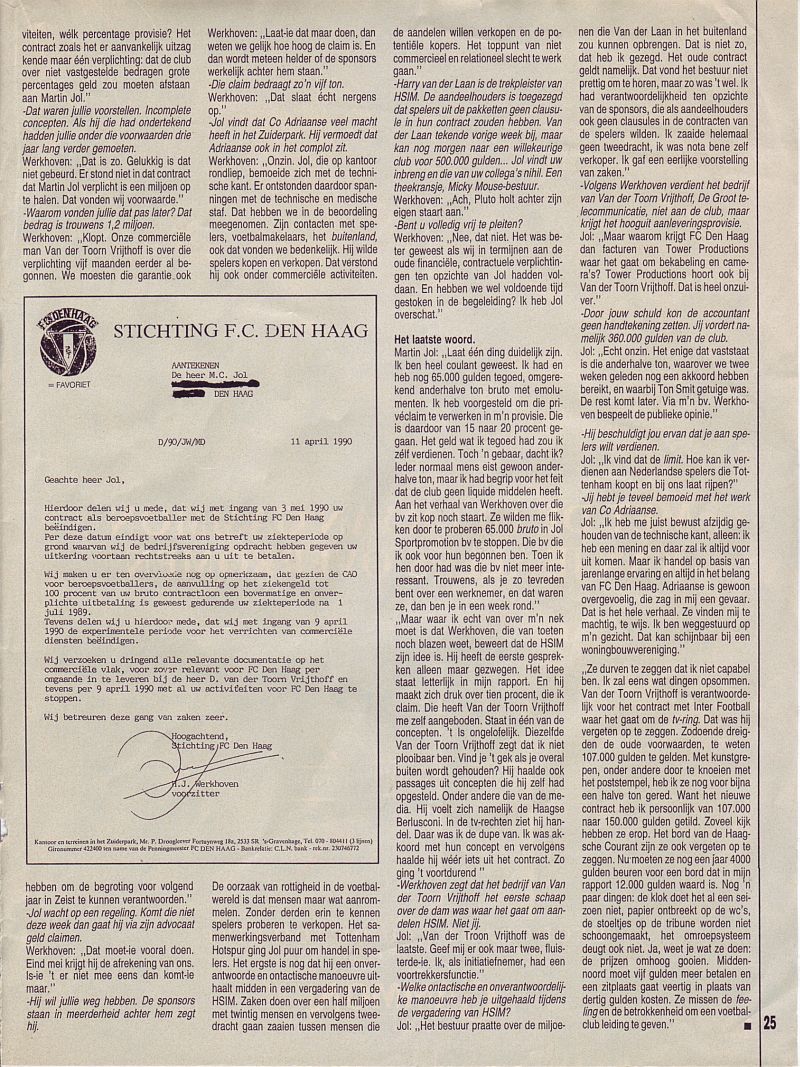 viteiten, wélk percentage provisie? Het
contract zoals het er aanvankelijk uitzag
kende maar één verplichting: dat de club
over niet vastgestelde bedragen grote
percentages geld zou moeten afstaan
aan Martin Jol.”
-Dat waren jullie voorstellen. Incomplete
concepten. Als hij die had ondertekend
hadden jullie onder die voorwaarden drie
jaar lang verder gemoeten.
Werkhoven: „Dat is zo. Gelukkig is dat
niet gebeurd. Er stond niet in dat contract
dat Martin Jol verplicht is een miljoen op
te halen. Dat vonden wij voorwaarde.”
-Waarom vonden jullie dat pas later? Dat
bedrag is trouwens 1,2 miljoen.
Werkhoven: „Klopt. Onze commerciële
man Van der Toorn Vrijthoff is over die
verplichting vijf maanden eerder al be-
gonnen. We moesten die garantie ook
hebben om de begroting voor volgend
jaar in Zeist te kunnen verantwoorden.”
-Jol wacht op een regeling. Komt die niet
deze week dan gaat hij via zijn advocaat
geld claimen.
Werkhoven: „Dat moet-ie vooral doen.
Eind mei krijgt hij de afrekening van ons.
Is-ie ’t er niet mee eens dan komt-ie
maar.”
-Hij wil jullie weg hebben. De sponsors
staan in meerderheid achter hem zegt
hij.
Werkhoven: „Laat-ie dat maar doen, dan
weten we gelijk hoe hoog de claim is. En
dan wordt meteen helder of de sponsors
werkelijk achter hem staan.”
-Die claim bedraagt zo’n vijf ton.
Werkhoven: „Dat slaat écht nergens
op.”
-Jol vindt dat Co Adriaanse veel macht
heeft in het Zuiderpark. Hij vermoedt dat
Adriaanse ook in het complot zit.
Werkhoven: „Onzin. Jol, die op kantoor
rondliep, bemoeide zich met de techni-
sche kant. Er ontstonden daardoor span-
ningen met de technische en medische
staf. Dat hebben we in de beoordeling
meegenomen. Zijn contacten met spe-
lers, voetbalmakelaars, het buitenland,
ook dat vonden we bedenkelijk. Hij wilde
spelers kopen en verkopen. Dat verstond
hij ook onder commerciële activiteiten.
De oorzaak van rottigheid in de voetbal-
wereld is dat mensen maar wat aanrom-
melen. Zonder derden erin te kennen
spelers proberen te verkopen. Het sa-
menwerkingsverband met Tottenham
Hotspur ging Jol puur om handel in spe-
lers. Het ergste is nog dat hij een onver-
antwoorde en ontactische manoeuvre uit-
haalt midden in een vergadering van de
HSIM. Zaken doen over een half miljoen
met twintig mensen en vervolgens twee-
dracht gaan zaaien tussen mensen die
de aandelen willen verkopen en de po-
tentiële kopers. Het toppunt van niet
commercieel en relationeel slecht te werk
gaan.”
-Harry van der Laan is de trekpleister van
HSIM. De aandeelhouders is toegezegd
dat spelers uit de pakketten geen clausu-
le in hun contract zouden hebben. Van
der Laan tekende vorige week bij, maar
kan nog morgen naar een willekeurige
club voor 500.000 gulden... Jol vindt uw
inbreng en die van uw collega’s nihil. Een
theekransje, Micky Mouse-bestuur.
Werkhoven: „Ach, Pluto holt achter zijn
eigen staart aan.”
-Bent u volledig vrij te pleiten?
Werkhoven: „Nee, dat niet. Het was be-
ter geweest als wij in termijnen aan de
oude financiële, contractuele verplichtin-
gen ten opzichte van Jol hadden vol-
daan. En hebben we wel voldoende tijd
gestoken in de begeleiding? Ik heb Jol
overschat.”
Het laatste woord.
Martin Jol: „Laat één ding duidelijk zijn.
Ik ben heel coulant geweest. Ik had en
heb nog 65.000 gulden tegoed, omgere-
kend anderhalve ton bruto met emolu-
menten. Ik heb voorgesteld om die pri-
véclaim te verwerken in m’n provisie. Die
is daardoor van 15 naar 20 procent ge-
gaan. Het geld wat ik tegoed had zou ik
zélf verdienen. Toch ’n gebaar, dacht ik?
Ieder normaal mens eist gewoon ander-
halve ton, maar ik had begrip voor het feit
dat de club geen liquide middelen heeft.
Aan het verhaal van Werkhoven over die
bv zit kop noch staart. Ze wilden me flik-
ken door te proberen 65.000 bruto in Jol
Sportpromotion bv te stoppen. Die bv die
ik ook voor hun begonnen ben. Toen ik
hen door had was die bv niet meer inte-
ressant. Trouwens, als je zo tevreden
bent over een werknemer, en dat waren
ze, dan ben je in een week rond.”
“Maar waar ik echt van over m’n nek
moet is dat Werkhoven, die van toeten
noch blazen weet, beweert dat de HSIM
zijn idee is. Hij heeft de eerste gesprek-
ken alleen maar gezwegen. Het idee
staat letterlijk in mijn rapport. En hij
maakt zich druk over tien procent, die ik
claim. Die heeft Van der Toorn Vrijthoff
me zelf aangeboden. Staat in één van de
concepten. ’t Is ongelofelijk. Diezelfde
Van der Toorn Vrijthoff zegt dat ik niet
plooibaar ben. Vind je ’t gek als je overal
buiten wordt gehouden? Hij haalde ook
passages uit concepten die hij zelf had
opgesteld. Onder andere die van de me-
dia. Hij voelt zich namelijk de Haagse
Berlusconi. In de tv-rechten ziet hij han-
del. Daar was ik de dupe van. Ik was ak-
koord met hun concept en vervolgens
haalde hij wéér iets uit het contract. Zo
ging ’t voortdurend ”
-Werkhoven zegt dat het bedrijf van Van
der Toorn Vrijthoff het eerste schaap
over de dam was waar het gaat om aan-
delen HSIM. Niet jij.
Jol: „Van der Troon Vrijthoff was de
laatste. Geef mij er ook maar twee, fluis-
terde-ie. Ik, als initiatiefnemer, had een
voortrekkersfunctie.”
-Welke ontactische en onverantwoordelij-
ke manoeuvre heb je uitgehaald tijdens
de vergadering van HSIM?
Jol: „Het bestuur praatte over de miljoe-
nen die Van der Laan in het buitenland
zou kunnen opbrengen. Dat is niet zo,
dat heb ik gezegd. Het oude contract
geldt namelijk. Dat vond het bestuur niet
prettig om te horen, maar zo was ’t wel. Ik
had verantwoordelijkheid ten opzichte
van de sponsors, die als aandeelhouders
ook geen clausules in de contracten van
de spelers wilden. Ik zaaide helemaal
geen tweedracht, ik was nota bene zelf
verkoper. Ik gaf een eerlijke voorstelling
van zaken.”
-Volgens Werkhoven verdient het bedrijf
van Van der Toorn Vrijthoff, De Groot te-
lecommunicatie, niet aan de club, maar
krijgt het hooguit aanleveringsprovisie.
Jol: „Maar waarom krijgt FC Den Haag
dan facturen van Tower Productions
waar het gaat om bekabeling en came-
ra’s? Tower Productions hoort ook bij
Van der Toorn Vrijthoff. Dat is heel onzui-
ver.”
-Door jouw schuld kon de accountant
geen handtekening zetten. Jij vordert na-
melijk 360.000 gulden van de club.
Jol: „Echt onzin. Het enige dat vaststaat
is die anderhalve ton, waarover we twee
weken geleden nog een akkoord hebben
bereikt, en waarbij Ton Smit getuige was.
De rest komt later. Via m’n bv. Werkho-
ven bespeelt de publieke opinie.”
-Hij beschuldigt jou ervan dat je aan spe-
lers wilt verdienen.
Jol: „Ik vind dat de limit. Hoe kan ik ver-
dienen aan Nederlandse spelers die Tot-
tenham koopt en bij ons laat rijpen?”
-Jij hebt je teveel bemoeid met het werk
van Co Adriaanse.
Jol: „Ik heb me juist bewust afzijdig ge-
houden van de technische kant, alleen: ik
heb een mening en daar zal ik altijd voor
uit komen. Maar ik handel op basis van
jarenlange ervaring en altijd in het belang
van FC Den Haag. Adriaanse is gewoon
overgevoelig, die zag in mij een gevaar.
Dat is het hele verhaal. Ze vinden mij te
machtig, te wijs. Ik ben weggestuurd op
m’n gezicht. Dat kan schijnbaar bij een
woningbouwvereniging.”
„Ze durven te zeggen dat ik niet capabel
ben. Ik zal eens wat dingen opsommen.
Van der Toorn Vrijthoff is verantwoorde-
lijk voor het contract met Inter Football
waar het gaat om de tv-ring. Dat was hij
vergeten op te zeggen. Zodoende dreig-
den de oude voorwaarden, te weten
107.000 gulden te gelden. Met kunstgre-
pen, onder andere door te knoeien met
het poststempel, heb ik ze nog voor bijna
een halve ton gered. Want het nieuwe
contract heb ik persoonlijk van 107.000
naar 150.000 gulden getild. Zoveel kijk
hebben ze erop. Het bord van de Haag-
sche Courant zijn ze ook vergeten op te
zeggen. Nu moeten ze nog een jaar 4000
gulden beuren voor een bord dat in mijn
rapport 12.000 gulden waard is. Nog ’n
paar dingen: de klok doet het al een sei-
zoen niet, papier ontbreekt op de wc’s,
de stoeltjes op de tribune worden niet
schoongemaakt, het omroepsysteem
deugt ook niet. Ja, weet je wat ze doen:
de prijzen omhoog gooien. Midden-
noord moet vijf gulden meer betalen en
een zitplaats gaat veertig in plaats van
dertig gulden kosten. Ze missen de fee-
ling en de betrokkenheid om een voetbal-
club leiding te geven.”
25
F.C. DEN HAAG
= FAVORIET
STICHTING F.C. DEN HAAG
AANTEKENEN
De heer M.C. Jol
DEN HAAG
D/90/JW/MD 11 april 1990
Geachte heer Jol,
Hierdoor delen wij u mede, dat wij met ingang van 3 mei 1990 uw
contract als beroepsvoetballer met de Stichting FC Den Haag
beëindigen.
Per deze datum eindigt voor wat ons betreft uw ziekteperiode op
grond waarvan wij de bedrijfsvereniging opdracht hebben gegeven uw
uitkering voortaan rechtstreeks aan u uit te betalen.
Wij maken u er ten overvloede nog op opmerkzaam, dat gezien de CAO
voor beroepsvoetballers, de aanvulling op het ziekengeld tot
100 procent van uw bruto contractloon een bovenmatige en onver-
plichte uitbetaling is geweest gedurende uw ziekteperiode na 1
juli 1989.
Tevens delen wij u hierdoor mede, dat wij met ingang van 9 april
1990 de experimentele periode voor het verrichten van commerciële
diensten beëindigen.
Wij verzoeken u dringend alle relevante documentatie op het
commerciële vlak, voor zover relevant voor FC Den Haag per
omgaande in te leveren bij de heer D. van der Toorn Vrijthoff en
tevens per 9 april 1990 met al uw activifeiten voor FC Den Haag te
stoppen.
Wij betreuren deze gang van zaken zeer.
Hoogachtend,
Stichting FC Den Haag
H.J. Werkhoven
voorzitter
Kantoor en terreinen in het Zuiderpark, Mr. P. Droogleever Fortuynweg 18a, 2533 SR ’s-Gravenhage, Tel. 070 - 804411 (3 lijnen)
Gironummer 422400 ten name van de Penningmeester FC DEN HAAG - Bankrelatie: C.L.N. bank - rek.nr. 230746772